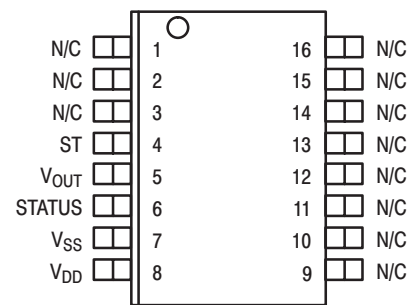 N/C 1 16 N/C
N/C 2 15 N/C
N/C 3 14 N/C
ST 4 13 N/C
VOUT 5 12 N/C
STATUS 6 11 N/C
VSS 7 10 N/C
VDD 8 9 N/C